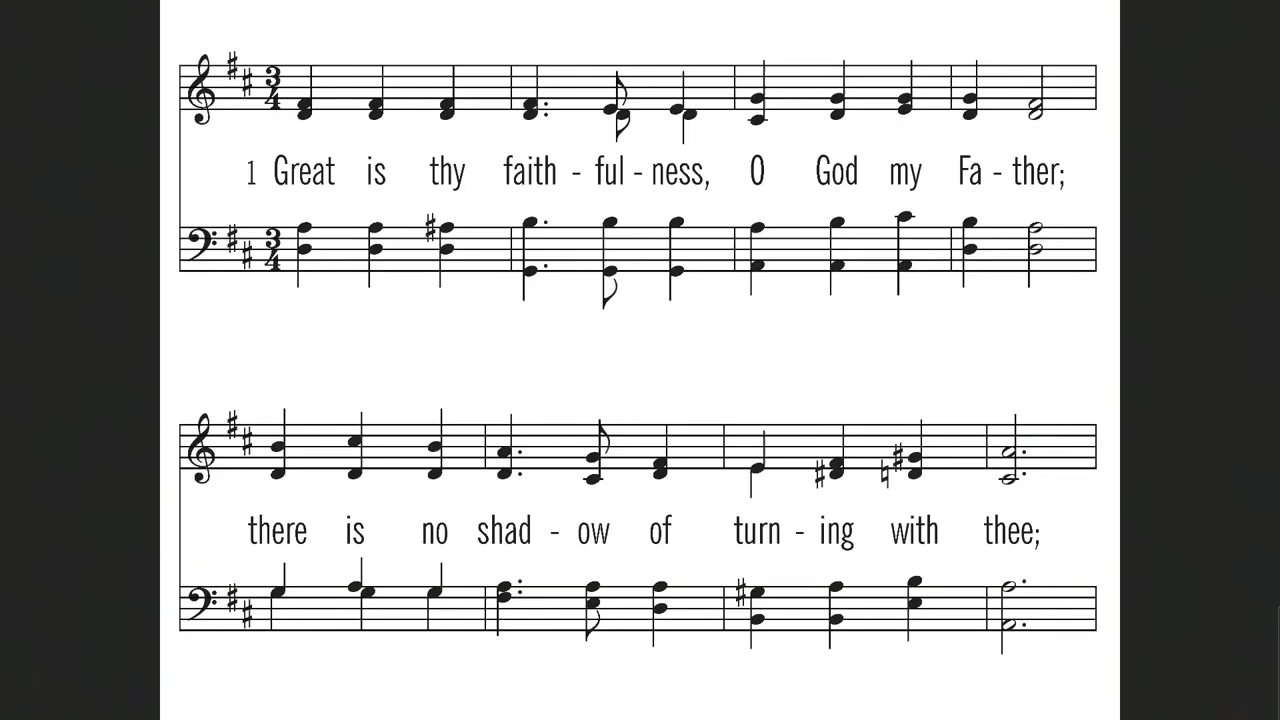 1 Great is thy faith - ful - ness, O God my Fa - ther;
there is no shad - ow of turn - ing with thee;